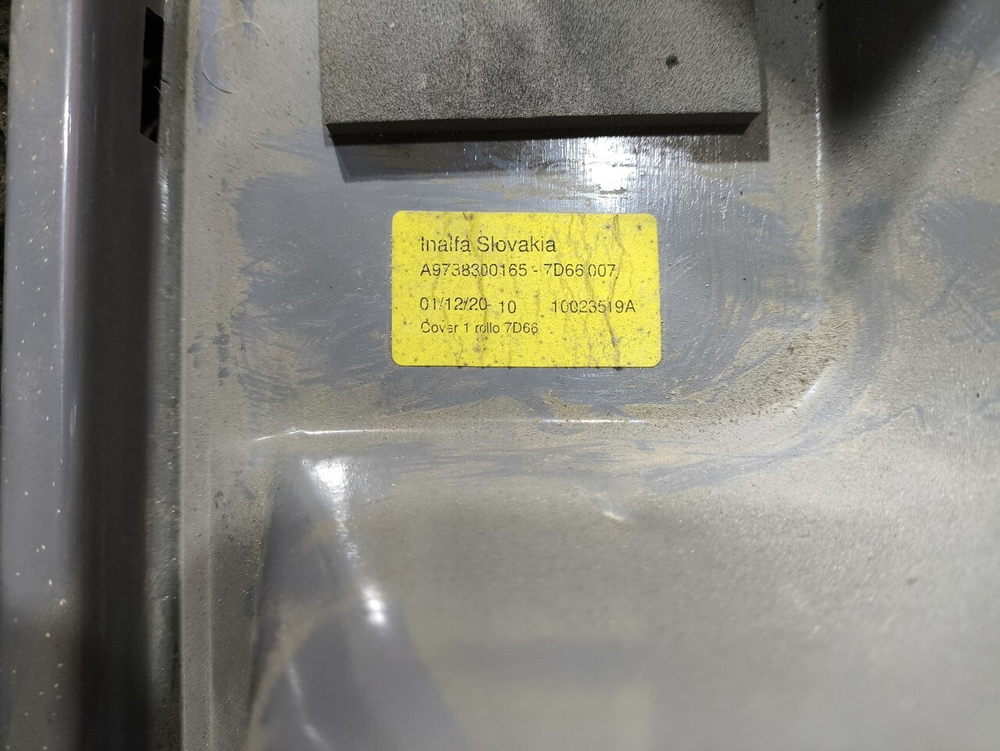 Inalfa Slovakia
A9738300165 - 7D66 007
01/12/20 10 10023519A
Cover 1 rollo 7D66